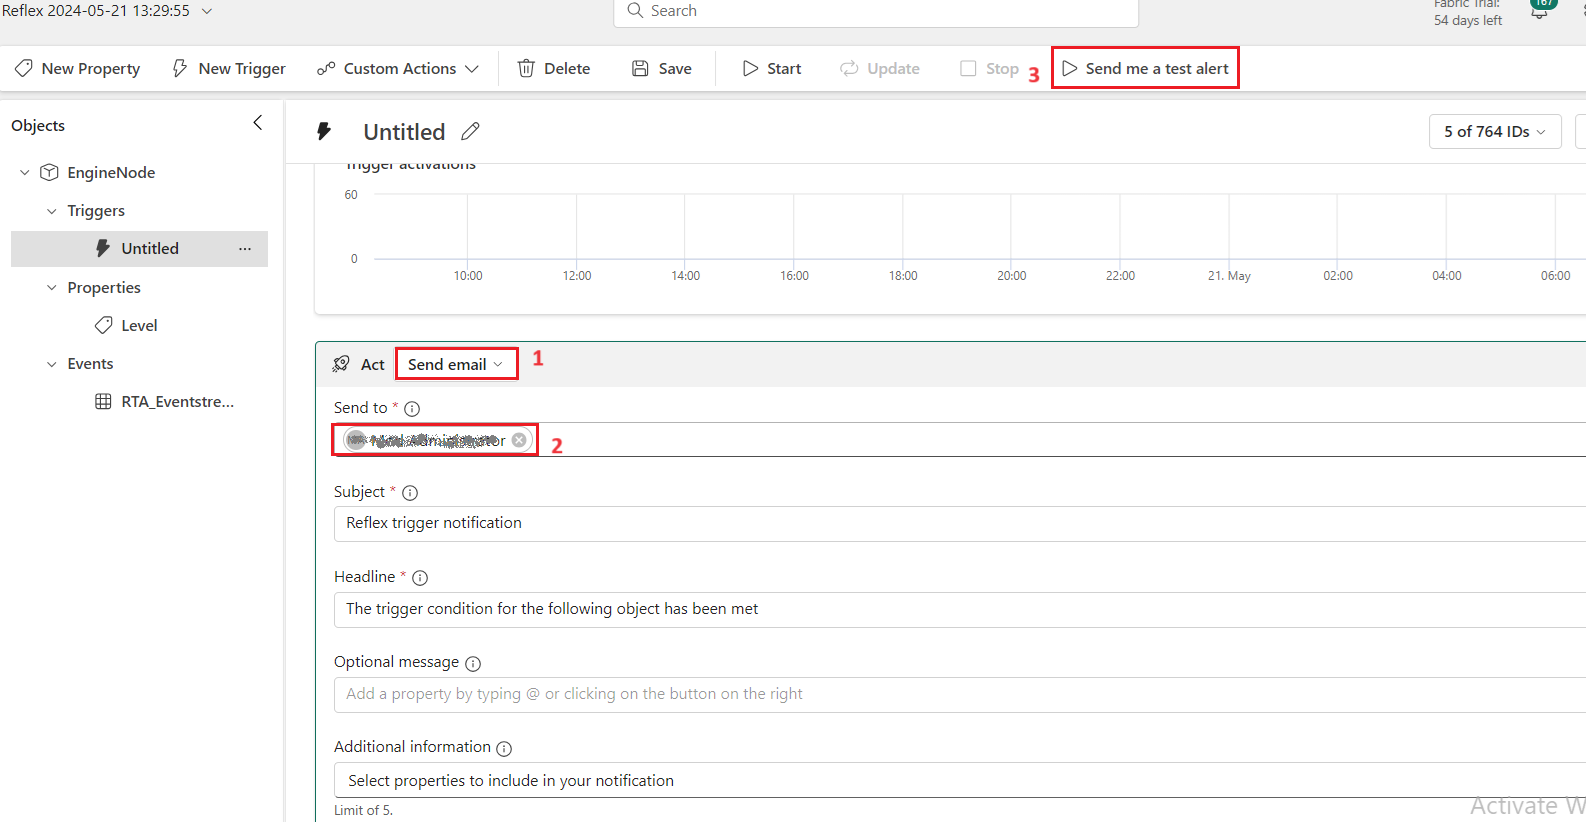 Reflex 2024-05-21 13:29:55
Search
Fabric Trial:
54 days left
167
New Property
New Trigger
Custom Actions
Delete
Save
Start
Update
Stop
3
Send me a test alert
Objects
EngineNode
Triggers
Untitled
...
Properties
Level
Events
RTA_Eventstre...
Untitled
5 of 764 IDs
Trigger activations
60
0
10:00 12:00 14:00 16:00 18:00 20:00 22:00 21. May 02:00 04:00 06:00
Act
Send email
1
Send to *
Administrator
2
Subject *
Reflex trigger notification
Headline *
The trigger condition for the following object has been met
Optional message
Add a property by typing @ or clicking on the button on the right
Additional information
Select properties to include in your notification
Limit of 5.
Activate W